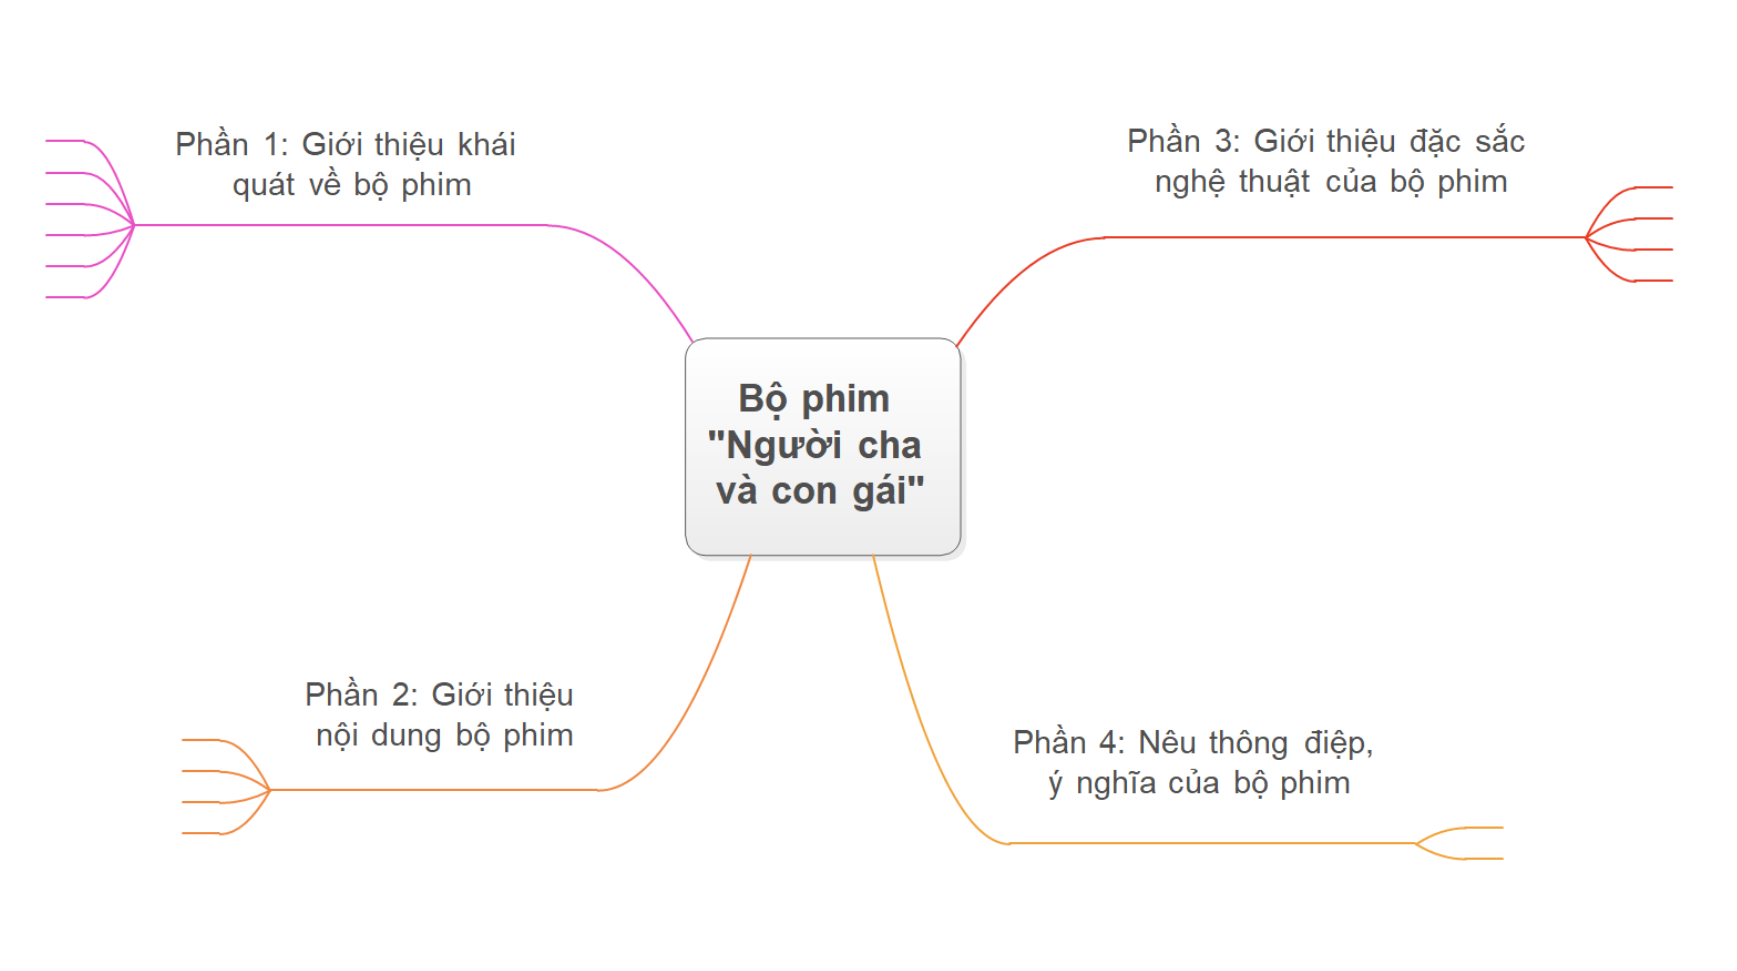 Phần 1: Giới thiệu khái
quát về bộ phim
Phần 3: Giới thiệu đặc sắc
nghệ thuật của bộ phim
Bộ phim
"Người cha
và con gái"
Phần 2: Giới thiệu
nội dung bộ phim
Phần 4: Nêu thông điệp,
ý nghĩa của bộ phim